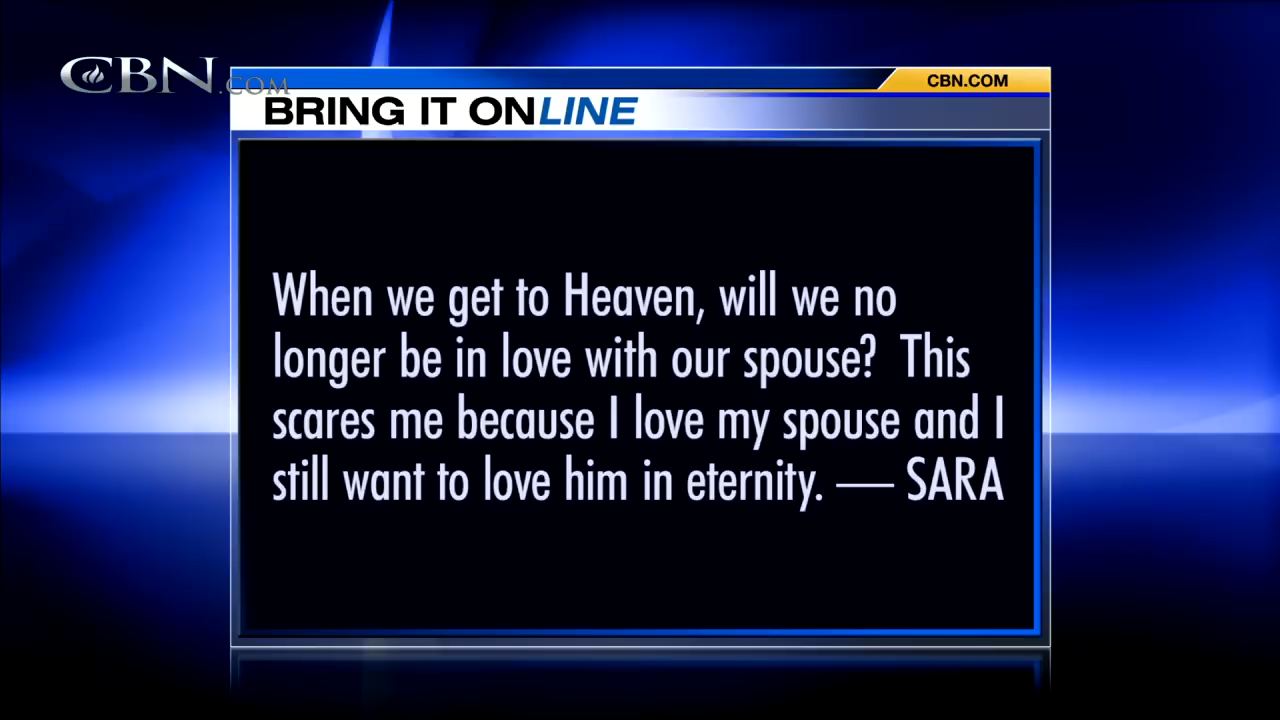 CBN.COM
CBN.COM
BRING IT ONLINE
When we get to Heaven, will we no
longer be in love with our spouse?  This
scares me because I love my spouse and I
still want to love him in eternity. — SARA